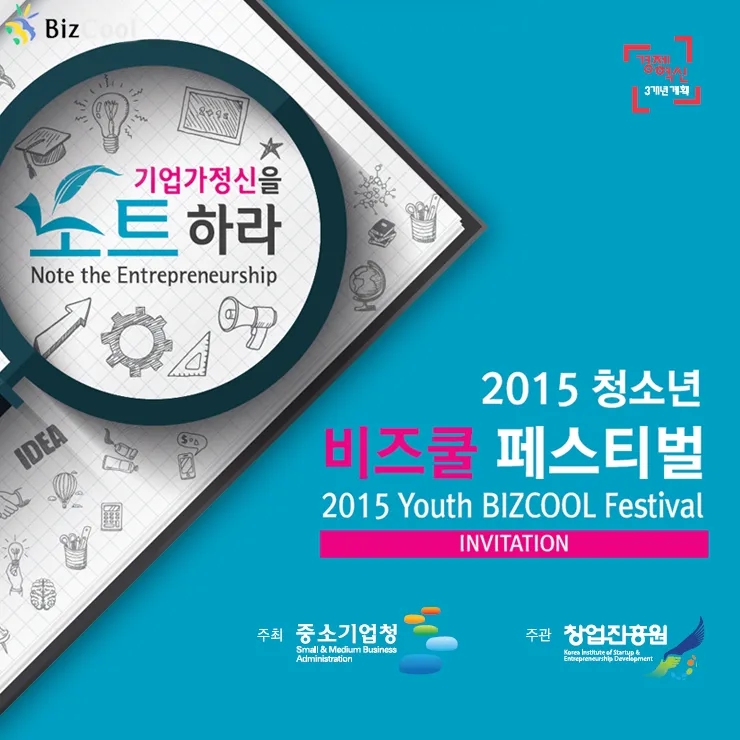 BizCool
경제혁신
3개년 계획
기업가정신을
노트하라
Note the Entrepreneurship
IDEA
2015 청소년
비즈쿨 페스티벌
2015 Youth BIZCOOL Festival
INVITATION
주최 중소기업청
Small & Medium Business
Administration
주관 창업진흥원
Korea Institute of Startup &
Entrepreneurship Development